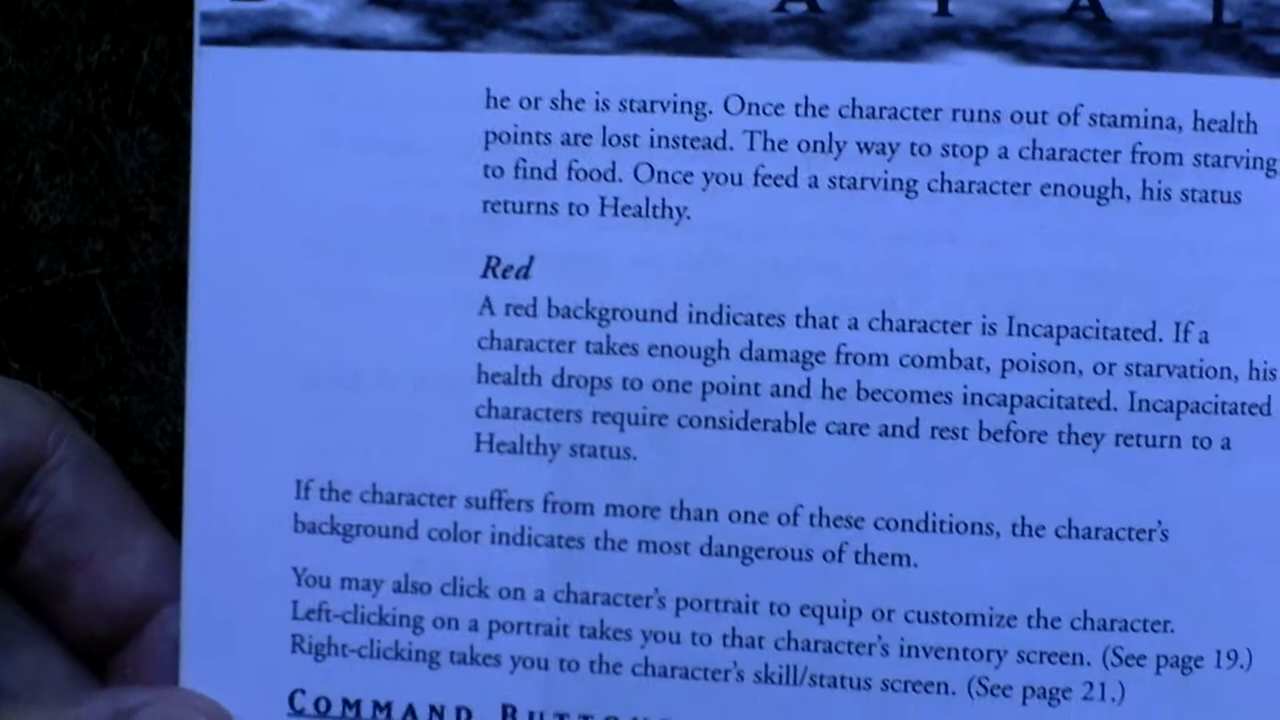 he or she is starving. Once the character runs out of stamina, health
points are lost instead. The only way to stop a character from starving
to find food. Once you feed a starving character enough, his status
returns to Healthy.
Red
A red background indicates that a character is Incapacitated. If a
character takes enough damage from combat, poison, or starvation, his
health drops to one point and he becomes incapacitated. Incapacitated
characters require considerable care and rest before they return to a
Healthy status.
If the character suffers from more than one of these conditions, the character's
background color indicates the most dangerous of them.
You may also click on a character's portrait to equip or customize the character.
Left-clicking on a portrait takes you to that character's inventory screen. (See page 19.)
Right-clicking takes you to the character's skill/status screen. (See page 21.)
COMMAND BUTTONS